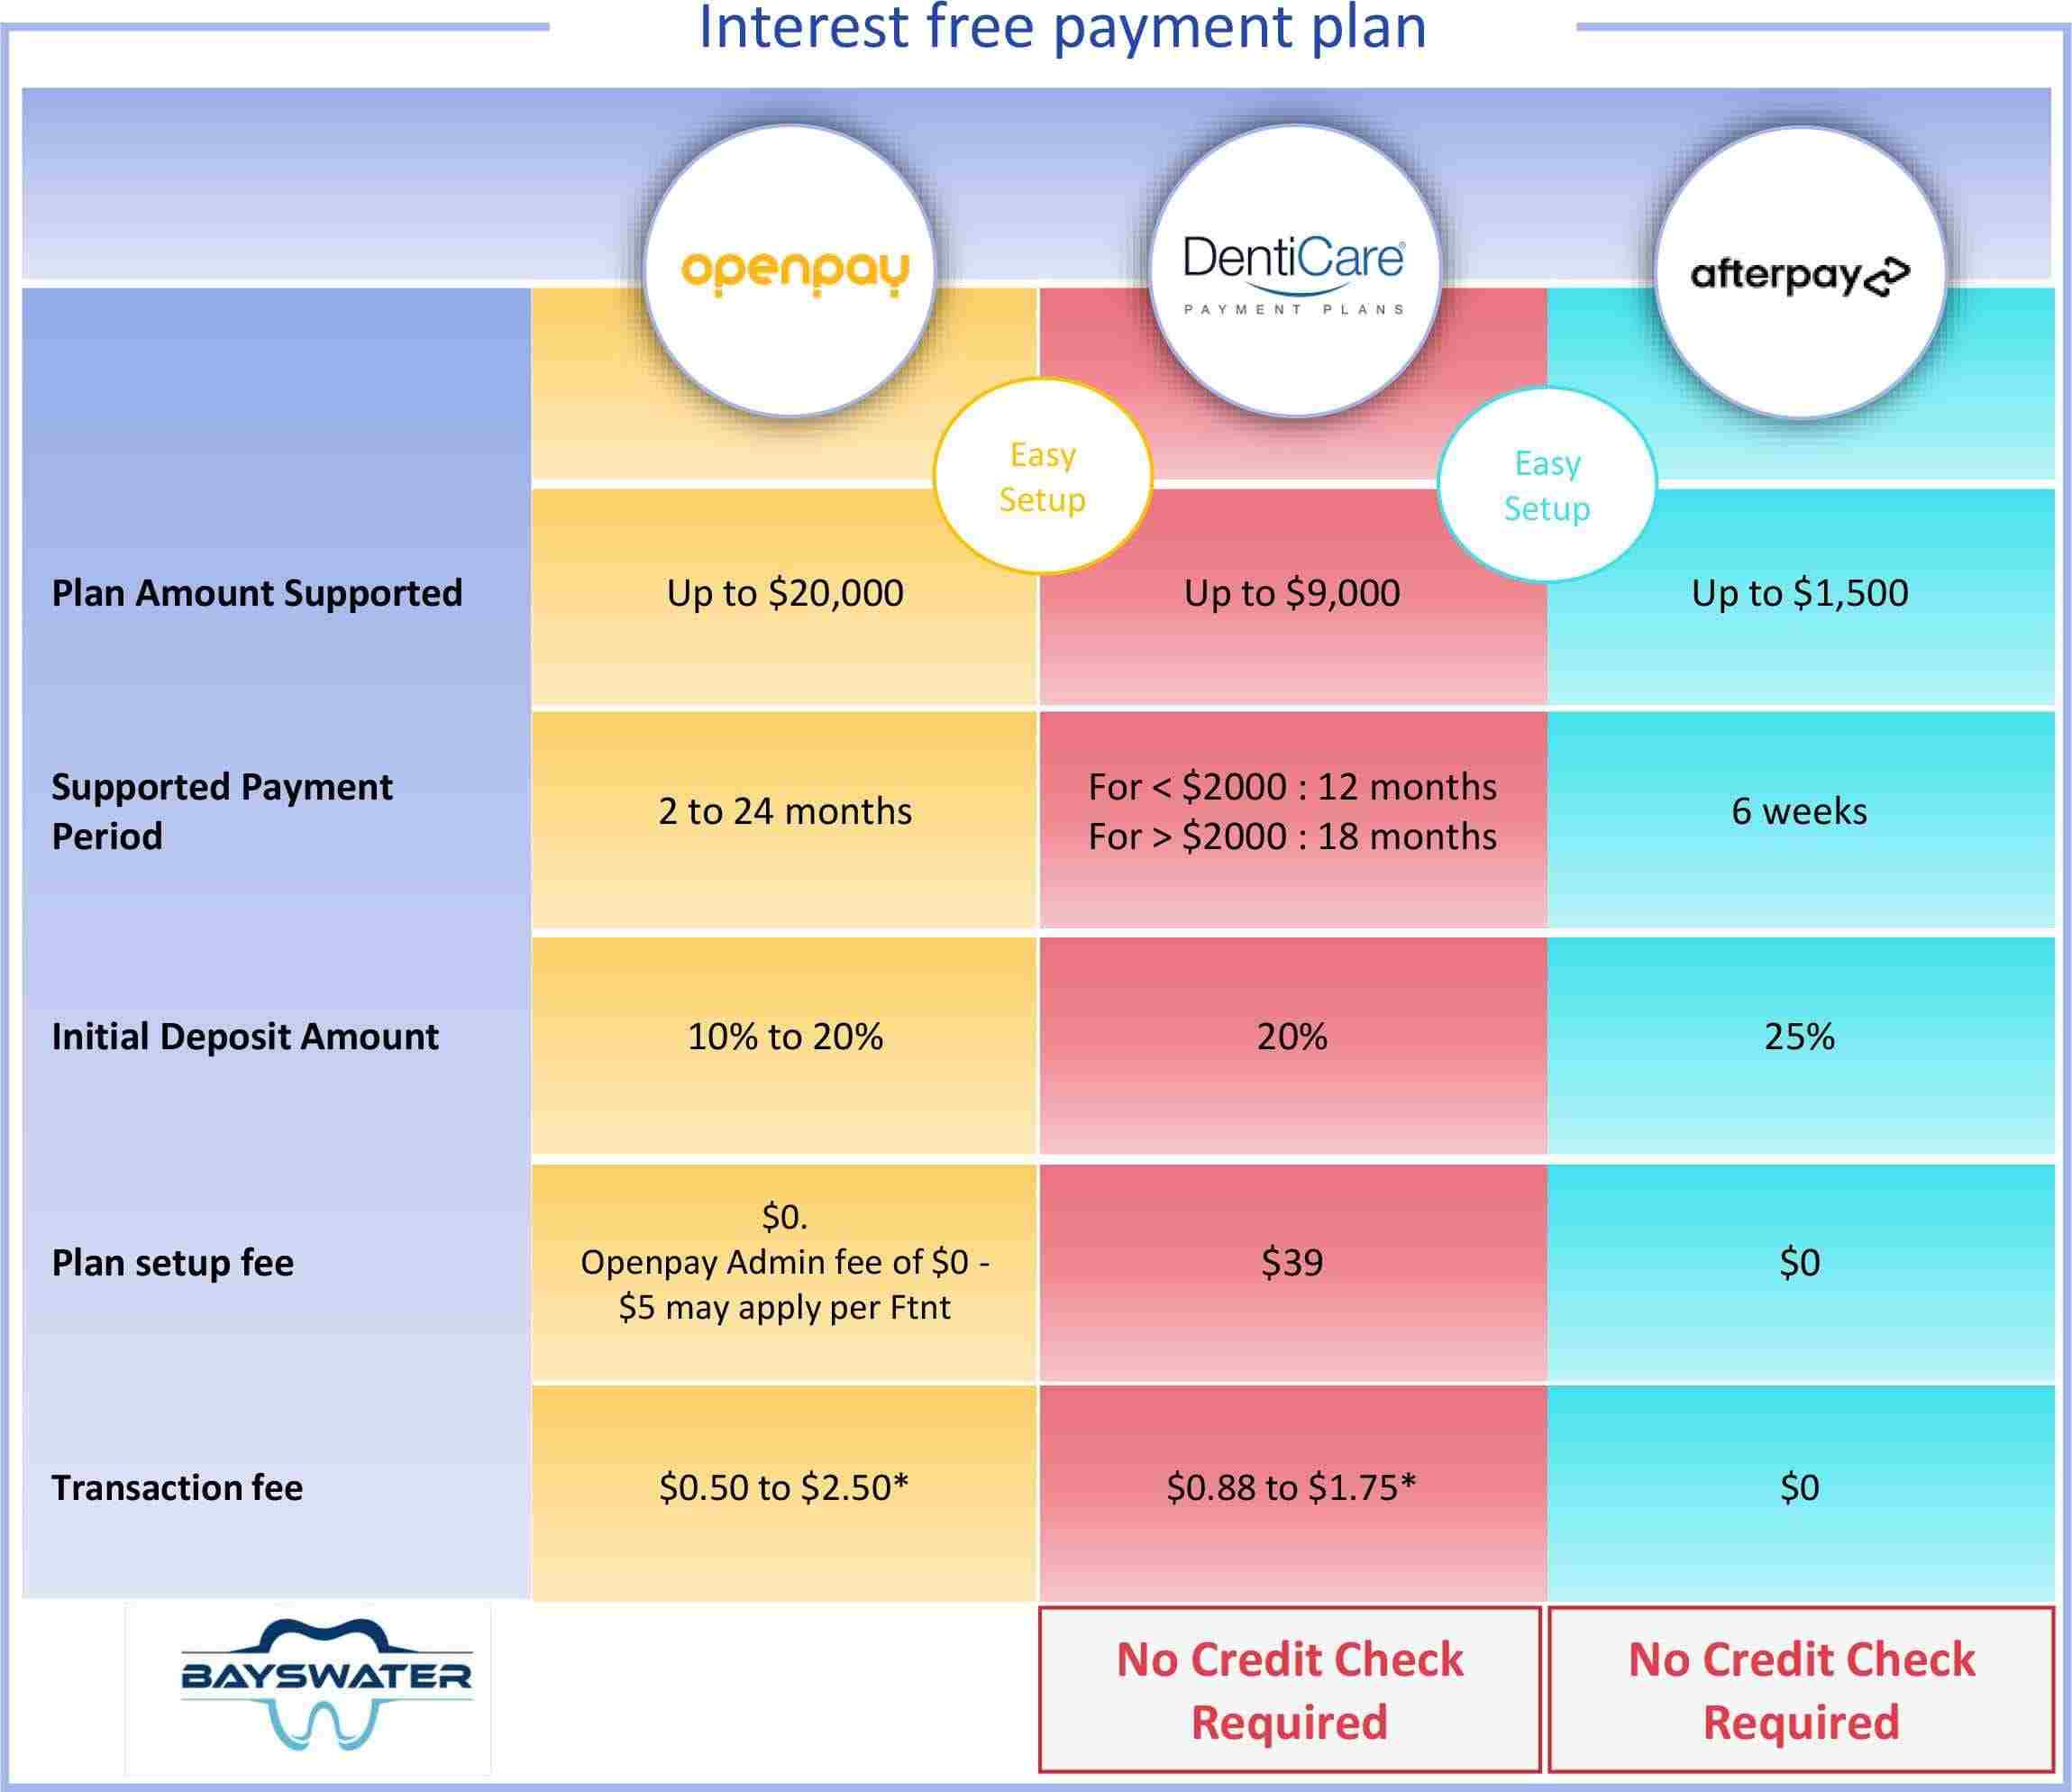 Interest free payment plan
openpay
DentiCare®
PAYMENT PLANS
afterpay
Easy
Setup
Easy
Setup
Plan Amount Supported
Up to $20,000
Up to $9,000
Up to $1,500
Supported Payment
Period
2 to 24 months
For < $2000 : 12 months
For > $2000 : 18 months
6 weeks
Initial Deposit Amount
10% to 20%
20%
25%
Plan setup fee
$0.
Openpay Admin fee of $0 -
$5 may apply per Ftnt
$39
$0
Transaction fee
$0.50 to $2.50*
$0.88 to $1.75*
$0
BAYSWATER
No Credit Check
Required
No Credit Check
Required